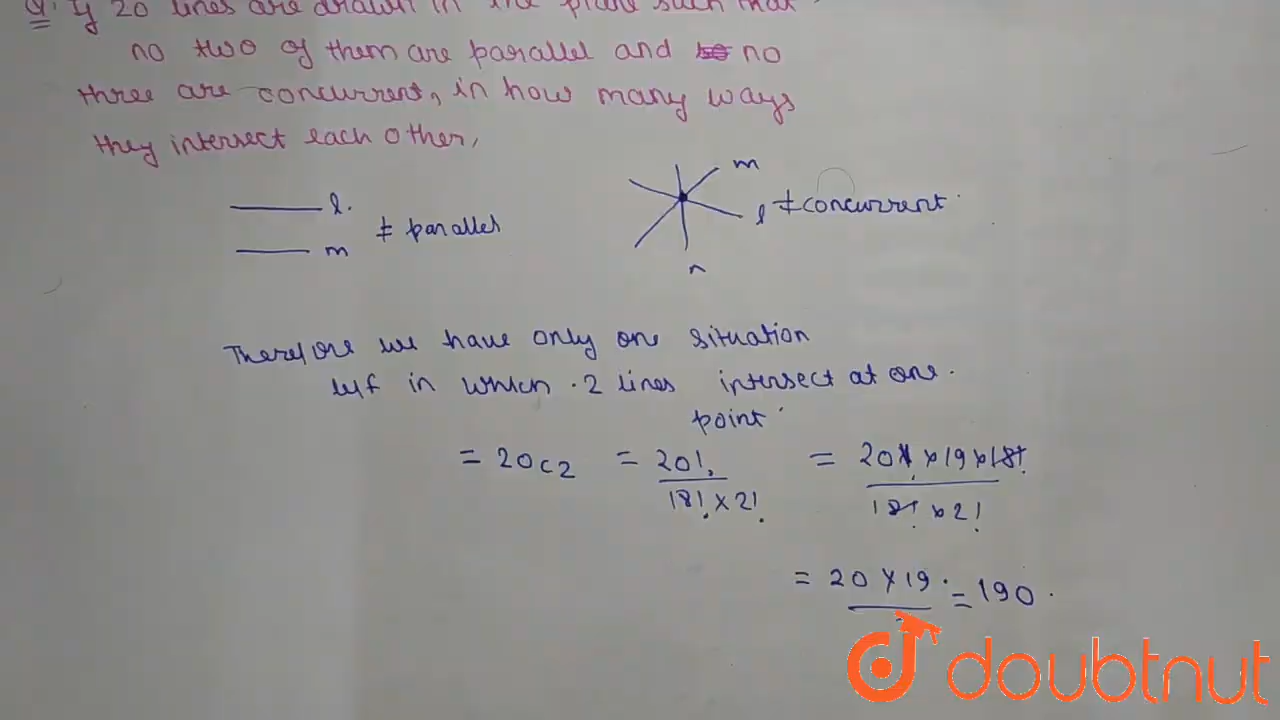 Q. If 20 lines are drawn in the plane such that
no two of them are parallel and no
three are concurrent, in how many ways
they intersect each other,
l.
≠ parallel
m
m
l
≠ concurrent
n
Therefore we have only one situation
in which 2 lines intersect at one.
point
= 20c2 = 20! / 18! x 2! = 20 x 19 x 18! / 18! x 2!
= 20 x 19 / = 190.
doubtnut